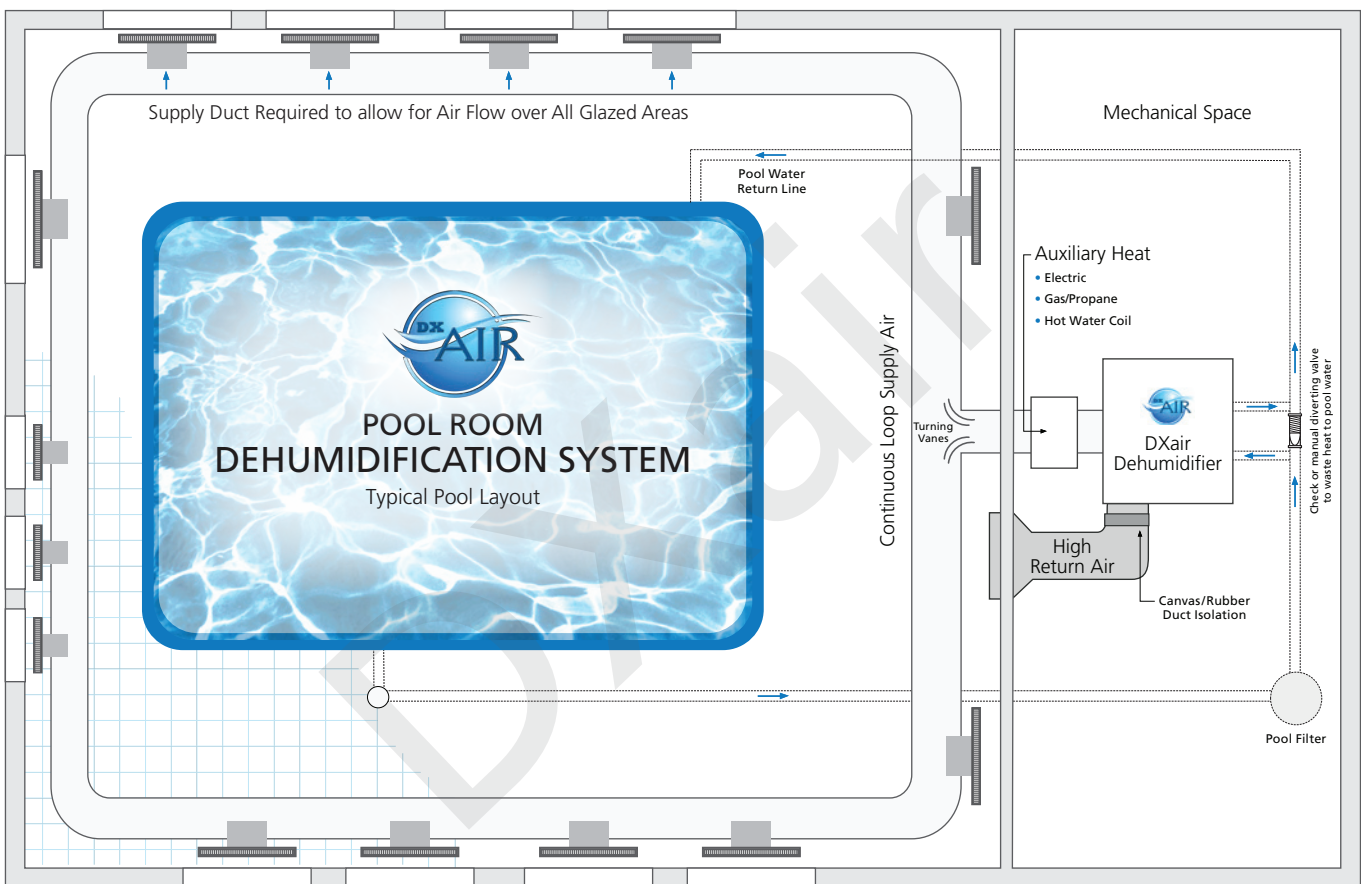 Supply Duct Required to allow for Air Flow over All Glazed Areas
Mechanical Space
Pool Water
Return Line
Auxiliary Heat
• Electric
• Gas/Propane
• Hot Water Coil
DX
AIR
POOL ROOM
DEHUMIDIFICATION SYSTEM
Typical Pool Layout
Continuous Loop Supply Air
Turning
Vanes
DX
AIR
DXair
Dehumidifier
Check or manual diverting valve
to waste heat to pool water
High
Return Air
Canvas/Rubber
Duct Isolation
Pool Filter
DXair